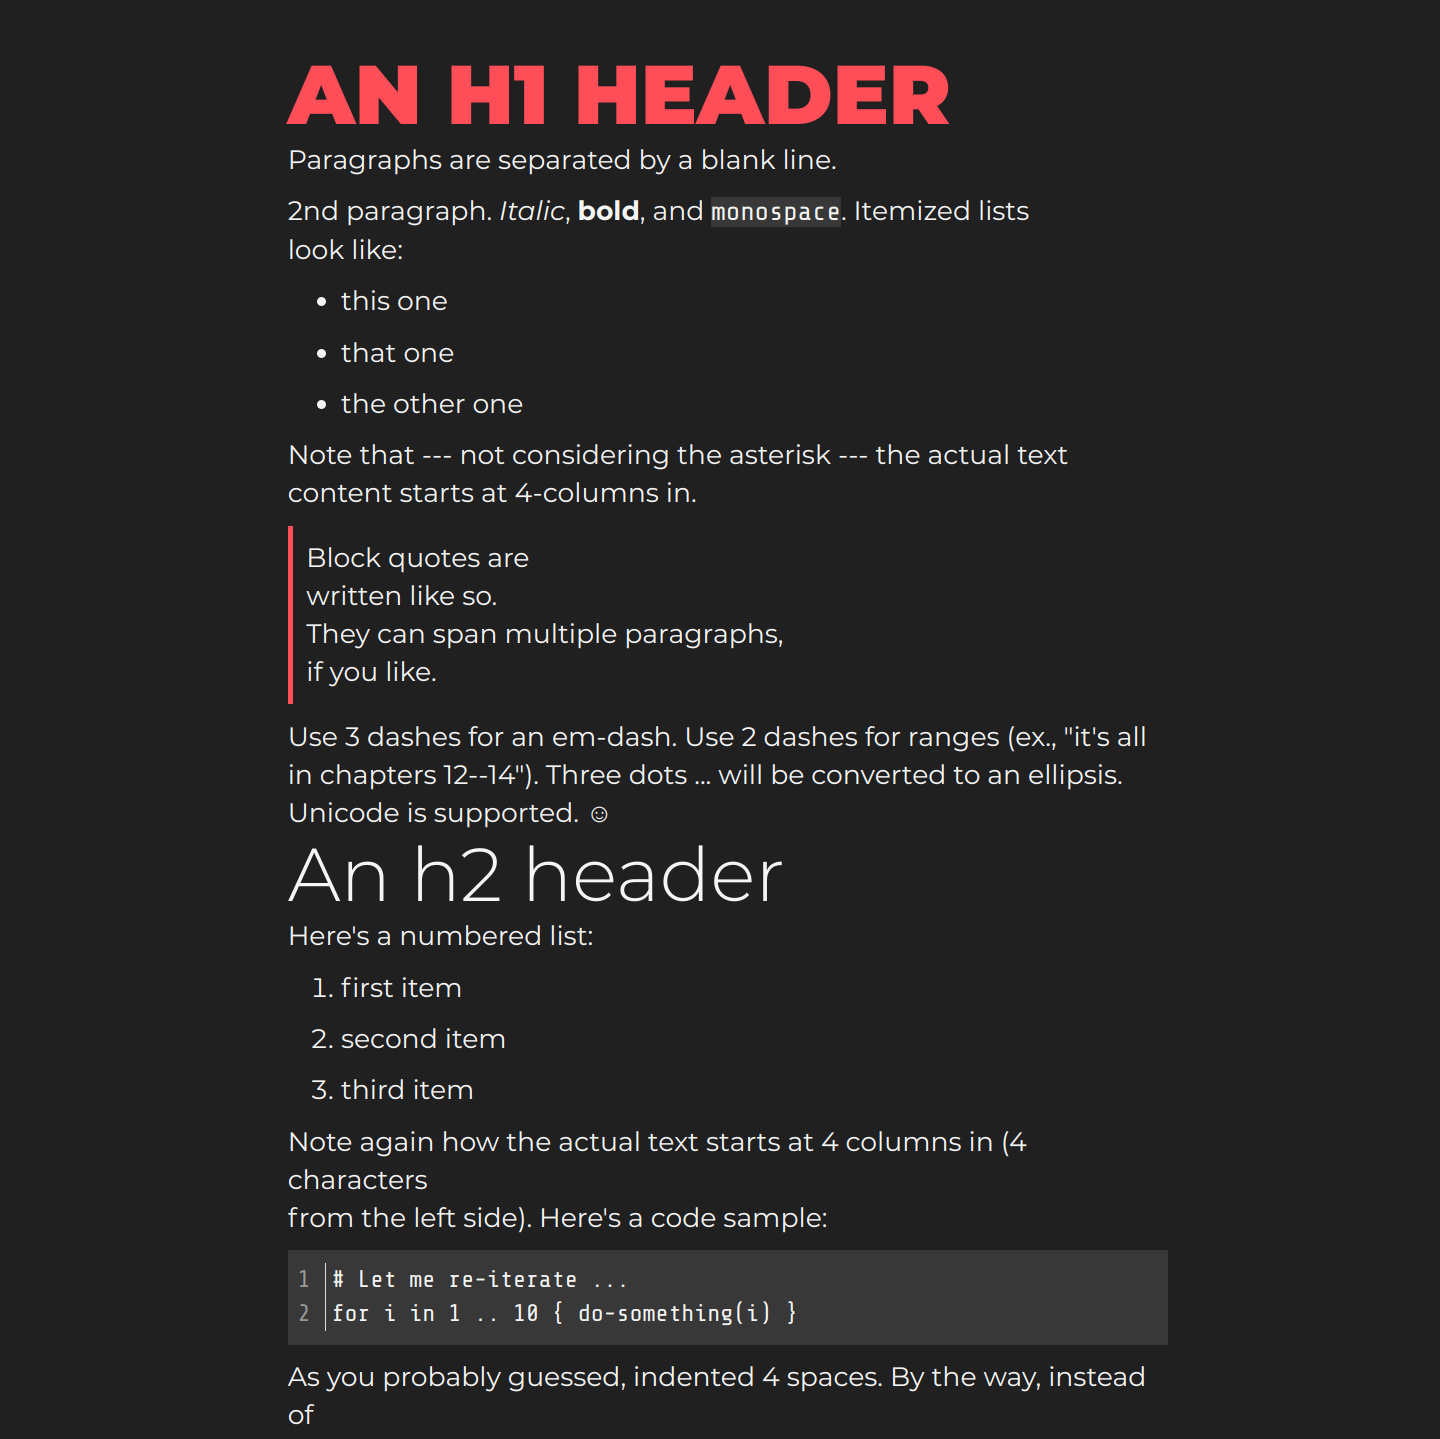 AN H1 HEADER
Paragraphs are separated by a blank line.
2nd paragraph. Italic, bold, and monospace. Itemized lists
look like:
• this one
• that one
• the other one
Note that --- not considering the asterisk --- the actual text
content starts at 4-columns in.
Block quotes are
written like so.
They can span multiple paragraphs,
if you like.
Use 3 dashes for an em-dash. Use 2 dashes for ranges (ex., "it's all
in chapters 12--14"). Three dots ... will be converted to an ellipsis.
Unicode is supported. ☺
An h2 header
Here's a numbered list:
1. first item
2. second item
3. third item
Note again how the actual text starts at 4 columns in (4
characters
from the left side). Here's a code sample:
1 # Let me re-iterate ...
2 for i in 1 .. 10 { do-something(i) }
As you probably guessed, indented 4 spaces. By the way, instead
of